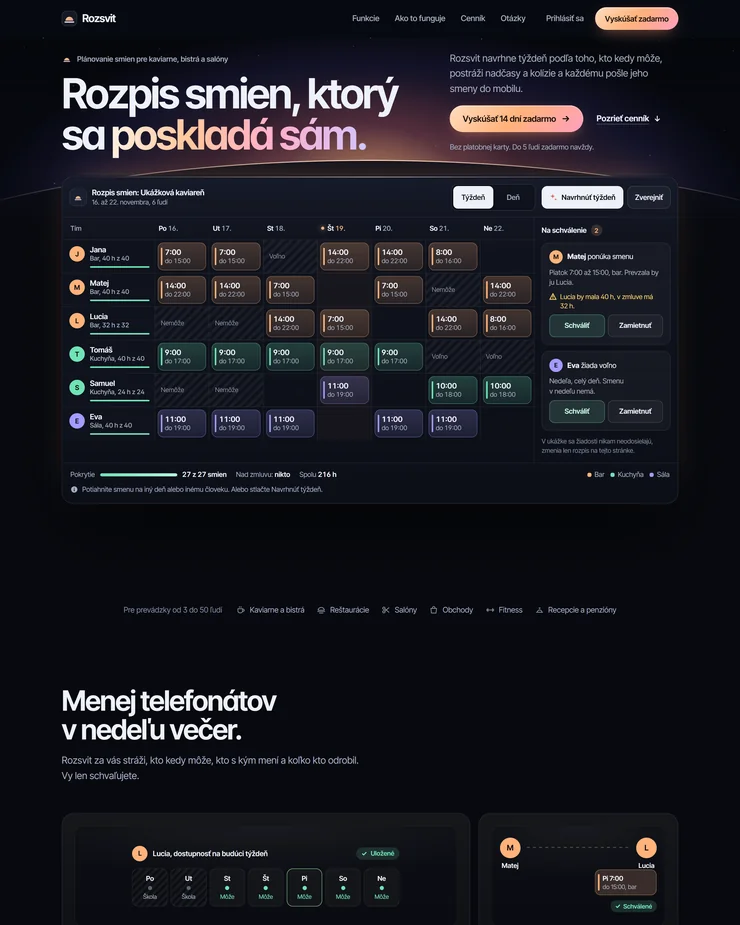 Rozsvit
Funkcie
Ako to funguje
Cenník
Otázky
Prihlásiť sa
Vyskúšať zadarmo
Plánovanie smien pre kaviarne, bistrá a salóny
Rozpis smien, ktorý
sa poskladá sám.
Rozsvit navrhne týždeň podľa toho, kto kedy môže,
postráži nadčasy a kolízie a každému pošle jeho
smeny do mobilu.
Vyskúšať 14 dní zadarmo →
Pozrieť cenník ↓
Bez platobnej karty. Do 5 ľudí zadarmo navždy.
Rozpis smien: Ukážková kaviareň
16. až 22. novembra, 6 ľudí
Týždeň
Deň
Navrhnúť týždeň
Zverejniť
Tím
Po 16.
Ut 17.
St 18.
Št 19.
Pi 20.
So 21.
Ne 22.
J
Jana
Bar, 40 h z 40
7:00
do 15:00
7:00
do 15:00
Voľno
14:00
do 22:00
14:00
do 22:00
8:00
do 16:00
M
Matej
Bar, 40 h z 40
14:00
do 22:00
14:00
do 22:00
7:00
do 15:00
7:00
do 15:00
Nemôže
14:00
do 22:00
L
Lucia
Bar, 32 h z 32
Nemôže
Nemôže
14:00
do 22:00
7:00
do 15:00
14:00
do 22:00
8:00
do 16:00
T
Tomáš
Kuchyňa, 40 h z 40
9:00
do 17:00
9:00
do 17:00
9:00
do 17:00
9:00
do 17:00
9:00
do 17:00
Voľno
Voľno
S
Samuel
Kuchyňa, 24 h z 24
Nemôže
Nemôže
11:00
do 19:00
10:00
do 18:00
10:00
do 18:00
E
Eva
Sála, 40 h z 40
11:00
do 19:00
11:00
do 19:00
11:00
do 19:00
11:00
do 19:00
11:00
do 19:00
Na schválenie 2
M
Matej ponúka smenu
Piatok 7:00 až 15:00, bar. Prevzala by
ju Lucia.
Lucia by mala 40 h, v zmluve má
32 h.
Schváliť
Zamietnuť
E
Eva žiada voľno
Nedeľa, celý deň. Smenu
v nedeľu nemá.
Schváliť
Zamietnuť
V ukážke sa žiadosti nikam neodosielajú,
zmenia len rozpis na tejto stránke.
Pokrytie
27 z 27 smien
Nad zmluvu: nikto
Spolu 216 h
Bar
Kuchyňa
Sála
Potiahnite smenu na iný deň alebo inému človeku. Alebo stlačte Navrhnúť týždeň.
Pre prevádzky od 3 do 50 ľudí
Kaviarne a bistrá
Reštaurácie
Salóny
Obchody
Fitness
Recepcie a penzióny
Menej telefonátov
v nedeľu večer.
Rozsvit za vás stráži, kto kedy môže, kto s kým mení a koľko kto odrobil.
Vy len schvaľujete.
L
Lucia, dostupnosť na budúci týždeň
Uložené
Po
Škola
Ut
Škola
St
Môže
Št
Môže
Pi
Môže
So
Môže
Ne
Môže
M
Matej
L
Lucia
Pi 7:00
do 15:00, bar
Schválené